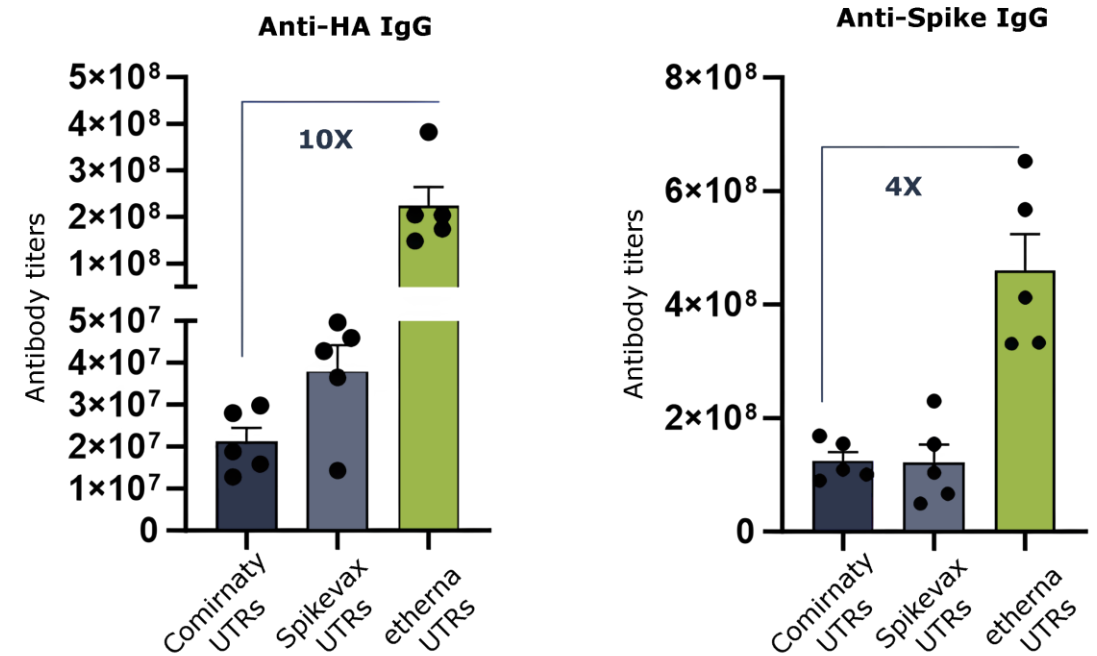 Anti-HA IgG
Antibody titers
5×10⁸
4×10⁸
3×10⁸
2×10⁸
1×10⁸
5×10⁷
4×10⁷
3×10⁷
2×10⁷
1×10⁷
0
10X
Comirnaty
UTRs
Spikevax
UTRs
etherna
UTRs
Anti-Spike IgG
Antibody titers
8×10⁸
6×10⁸
4×10⁸
2×10⁸
0
4X
Comirnaty
UTRs
Spikevax
UTRs
etherna
UTRs